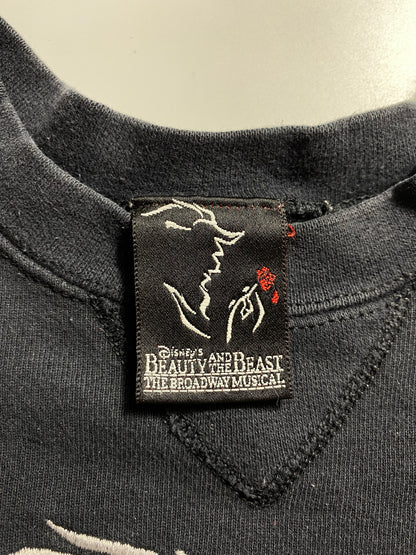 Disney's
BEAUTY AND THE BEAST
THE BROADWAY MUSICAL